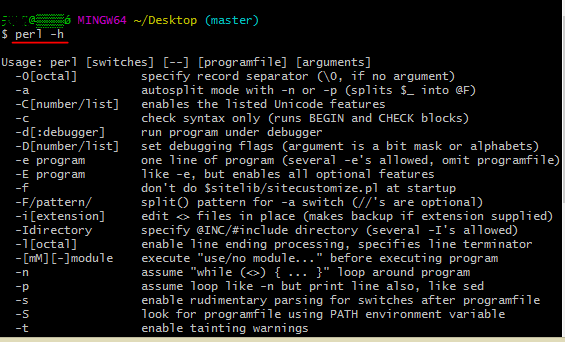 MINGW64 ~/Desktop (master)
$ perl -h
Usage: perl [switches] [--] [programfile] [arguments]
-0[octal] specify record separator (\0, if no argument)
-a autosplit mode with -n or -p (splits $_ into @F)
-C[number/list] enables the listed Unicode features
-c check syntax only (runs BEGIN and CHECK blocks)
-d[:debugger] run program under debugger
-D[number/list] set debugging flags (argument is a bit mask or alphabets)
-e program one line of program (several -e's allowed, omit programfile)
-E program like -e, but enables all optional features
-f don't do $sitelib/sitecustomize.pl at startup
-F/pattern/ split() pattern for -a switch (//'s are optional)
-i[extension] edit <> files in place (makes backup if extension supplied)
-Idirectory specify @INC/#include directory (several -I's allowed)
-l[octal] enable line ending processing, specifies line terminator
-[mM][-]module execute "use/no module..." before executing program
-n assume "while (<>) { ... }" loop around program
-p assume loop like -n but print line also, like sed
-s enable rudimentary parsing for switches after programfile
-S look for programfile using PATH environment variable
-t enable tainting warnings